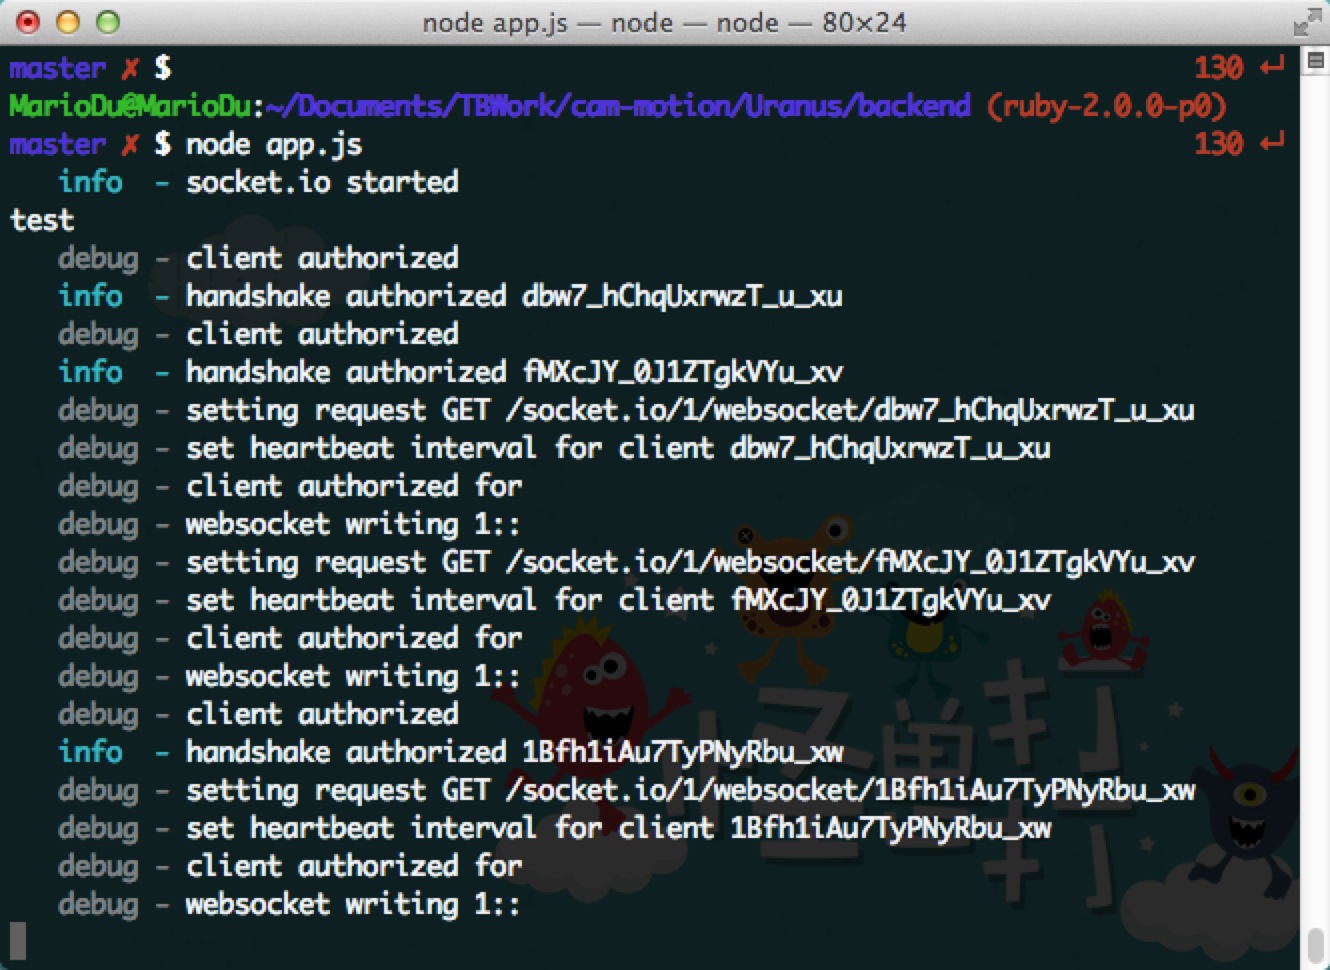 node app.js — node — node — 80×24
master ✗ $ 130 ↵
MarioDu@MarioDu:~/Documents/TBWork/cam-motion/Uranus/backend (ruby-2.0.0-p0)
master ✗ $ node app.js 130 ↵
info - socket.io started
test
debug - client authorized
info - handshake authorized dbw7_hChqUxrwzT_u_xu
debug - client authorized
info - handshake authorized fMXcJY_0J1ZTgkVYu_xv
debug - setting request GET /socket.io/1/websocket/dbw7_hChqUxrwzT_u_xu
debug - set heartbeat interval for client dbw7_hChqUxrwzT_u_xu
debug - client authorized for
debug - websocket writing 1::
debug - setting request GET /socket.io/1/websocket/fMXcJY_0J1ZTgkVYu_xv
debug - set heartbeat interval for client fMXcJY_0J1ZTgkVYu_xv
debug - client authorized for
debug - websocket writing 1::
debug - client authorized
info - handshake authorized 1Bfh1iAu7TyPNyRbu_xw
debug - setting request GET /socket.io/1/websocket/1Bfh1iAu7TyPNyRbu_xw
debug - set heartbeat interval for client 1Bfh1iAu7TyPNyRbu_xw
debug - client authorized for
debug - websocket writing 1::
怪兽打打